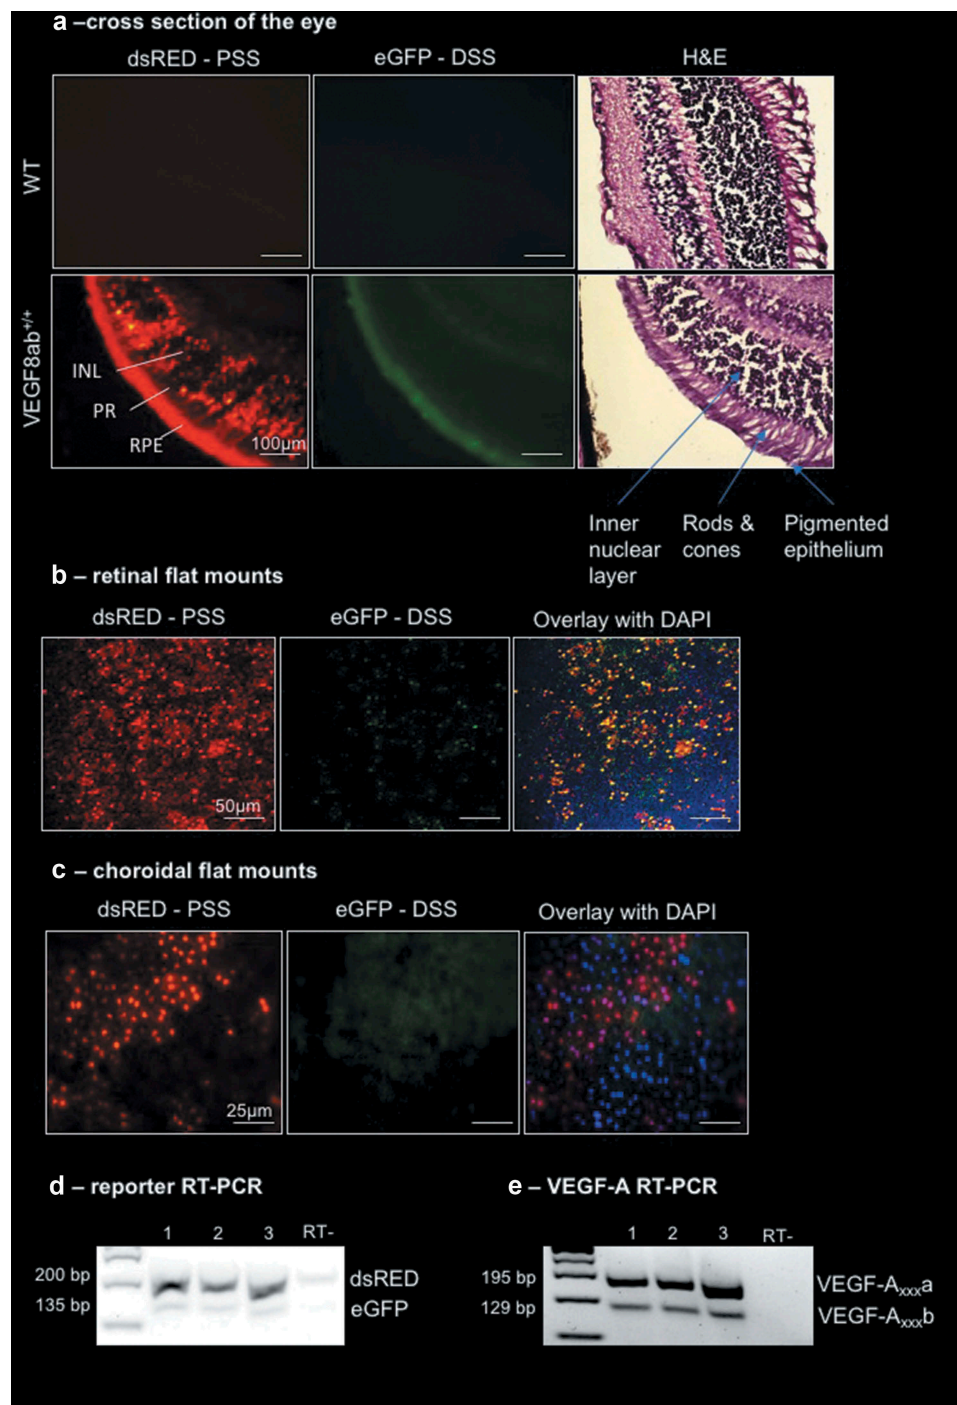 a –cross section of the eye
dsRED - PSS
eGFP - DSS
H&E
WT
VEGF8ab+/+
INL
PR
RPE
100µm
Inner
nuclear
layer
Rods &
cones
Pigmented
epithelium
b – retinal flat mounts
dsRED - PSS
eGFP - DSS
Overlay with DAPI
50µm
c – choroidal flat mounts
dsRED - PSS
eGFP - DSS
Overlay with DAPI
25µm
d – reporter RT-PCR
1 2 3 RT-
200 bp
135 bp
dsRED
eGFP
e – VEGF-A RT-PCR
1 2 3 RT-
195 bp
129 bp
VEGF-Axxxa
VEGF-Axxxb